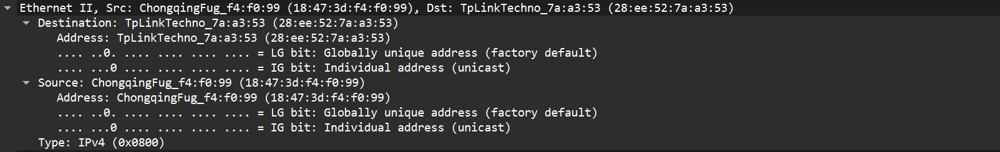 Ethernet II, Src: ChongqingFug_f4:f0:99 (18:47:3d:f4:f0:99), Dst: TpLinkTechno_7a:a3:53 (28:ee:52:7a:a3:53)
Destination: TpLinkTechno_7a:a3:53 (28:ee:52:7a:a3:53)
Address: TpLinkTechno_7a:a3:53 (28:ee:52:7a:a3:53)
.... ..0. .... .... .... .... = LG bit: Globally unique address (factory default)
.... ...0 .... .... .... .... = IG bit: Individual address (unicast)
Source: ChongqingFug_f4:f0:99 (18:47:3d:f4:f0:99)
Address: ChongqingFug_f4:f0:99 (18:47:3d:f4:f0:99)
.... ..0. .... .... .... .... = LG bit: Globally unique address (factory default)
.... ...0 .... .... .... .... = IG bit: Individual address (unicast)
Type: IPv4 (0x0800)